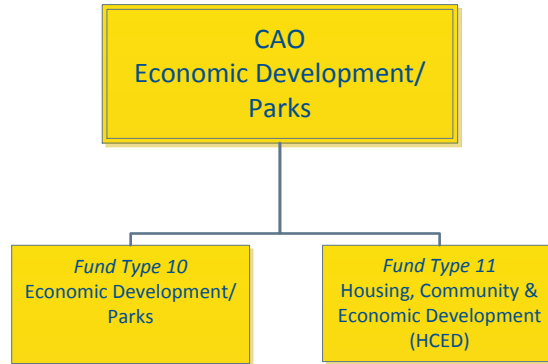 CAO
Economic Development/
Parks
Fund Type 10
Economic Development/
Parks
Fund Type 11
Housing, Community &
Economic Development
(HCED)